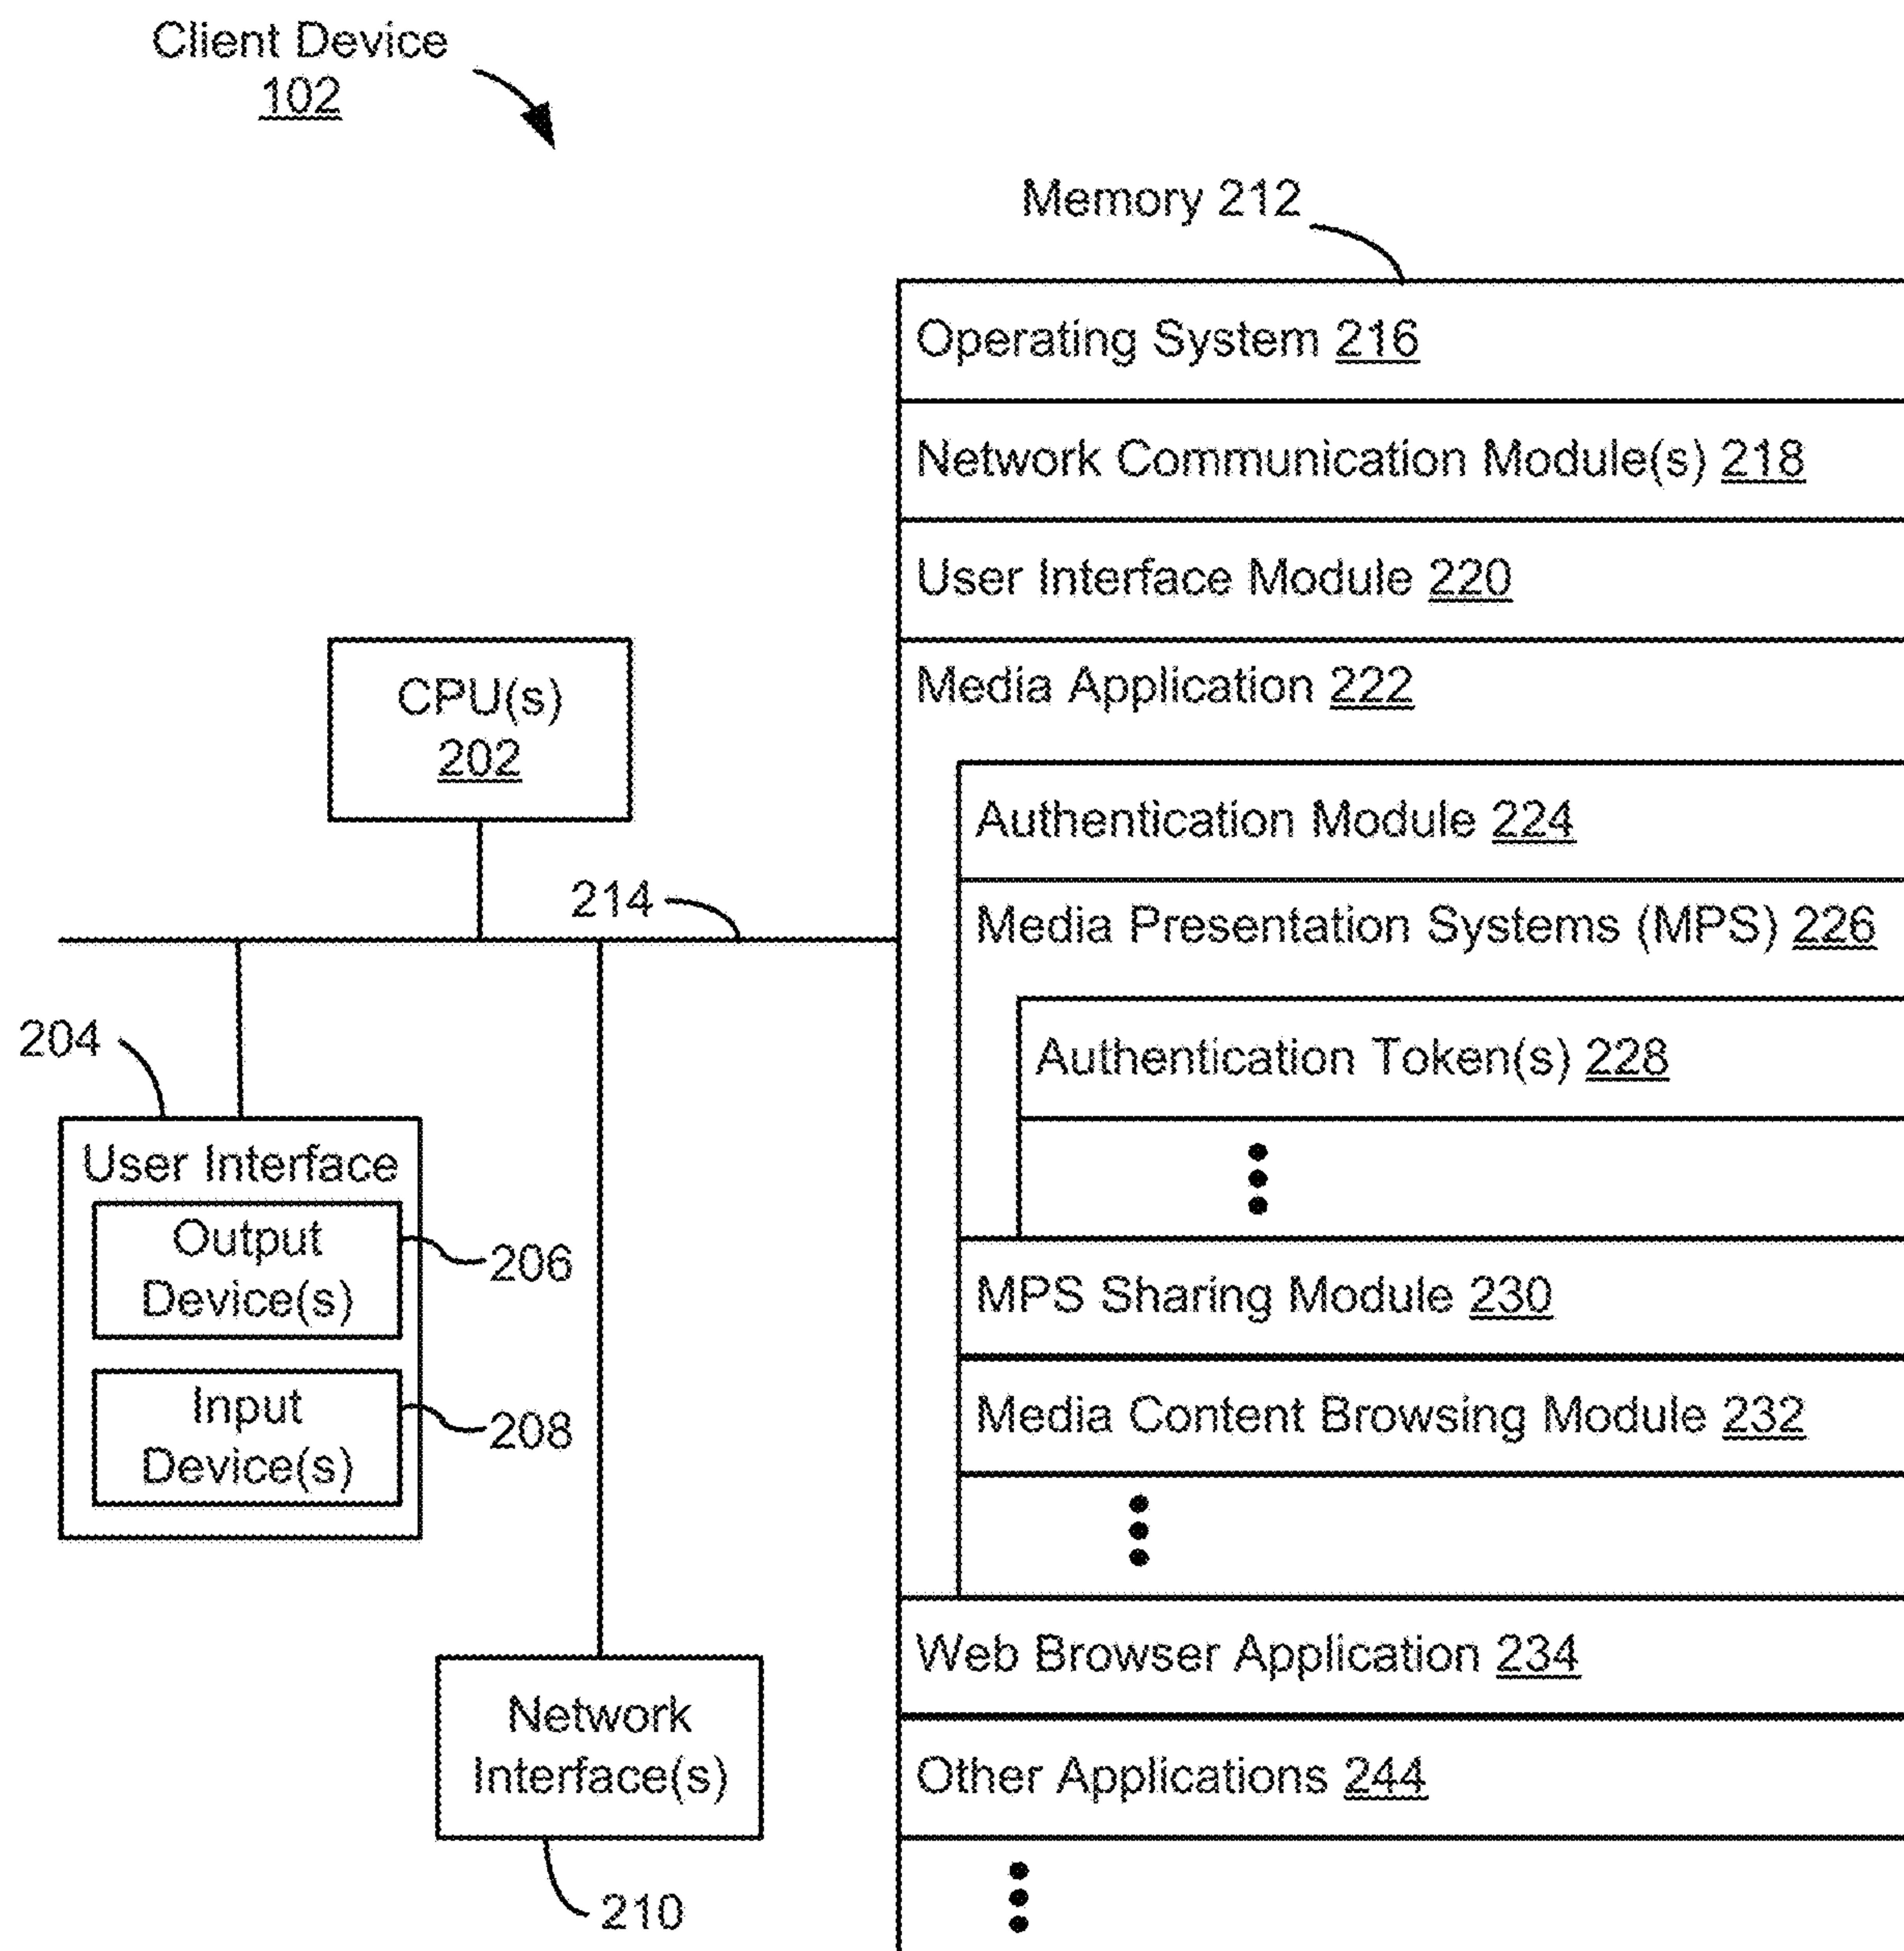 Client Device
102
Memory 212
Operating System 216
Network Communication Module(s) 218
User Interface Module 220
Media Application 222
Authentication Module 224
Media Presentation Systems (MPS) 226
Authentication Token(s) 228
MPS Sharing Module 230
Media Content Browsing Module 232
Web Browser Application 234
Other Applications 244
CPU(s)
202
214
204
User Interface
Output
Device(s)
206
Input
Device(s)
208
Network
Interface(s)
210